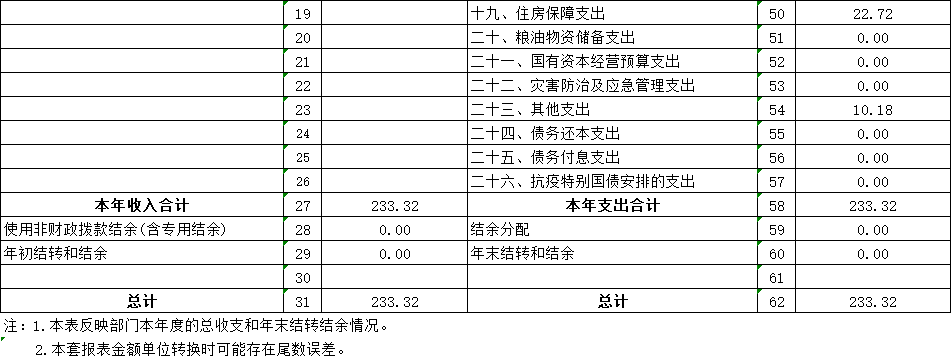 19 十九、住房保障支出 50 22.72
20 二十、粮油物资储备支出 51 0.00
21 二十一、国有资本经营预算支出 52 0.00
22 二十二、灾害防治及应急管理支出 53 0.00
23 二十三、其他支出 54 10.18
24 二十四、债务还本支出 55 0.00
25 二十五、债务付息支出 56 0.00
26 二十六、抗疫特别国债安排的支出 57 0.00
本年收入合计 27 233.32 本年支出合计 58 233.32
使用非财政拨款结余(含专用结余) 28 0.00 结余分配 59 0.00
年初结转和结余 29 0.00 年末结转和结余 60 0.00
30 61
总计 31 233.32 总计 62 233.32
注：1.本表反映部门本年度的总收支和年末结转结余情况。
2.本套报表金额单位转换时可能存在尾数误差。